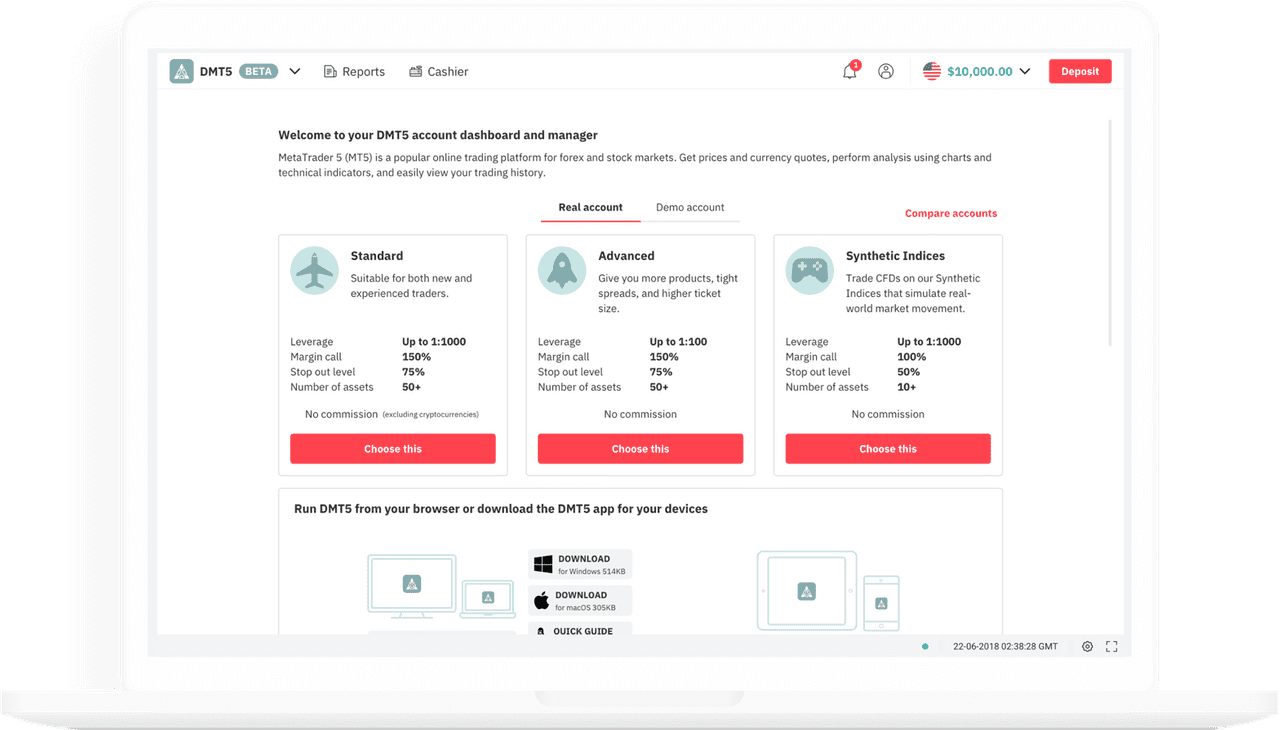 DMT5 BETA Reports Cashier 1 $10,000.00 Deposit
Welcome to your DMT5 account dashboard and manager
MetaTrader 5 (MT5) is a popular online trading platform for forex and stock markets. Get prices and currency quotes, perform analysis using charts and
technical indicators, and easily view your trading history.
Real account Demo account
Compare accounts
Standard
Suitable for both new and
experienced traders.
Leverage Up to 1:1000
Margin call 150%
Stop out level 75%
Number of assets 50+
No commission (excluding cryptocurrencies)
Choose this
Advanced
Give you more products, tight
spreads, and higher ticket
size.
Leverage Up to 1:100
Margin call 150%
Stop out level 75%
Number of assets 50+
No commission
Choose this
Synthetic Indices
Trade CFDs on our Synthetic
Indices that simulate real-
world market movement.
Leverage Up to 1:1000
Margin call 100%
Stop out level 50%
Number of assets 10+
No commission
Choose this
Run DMT5 from your browser or download the DMT5 app for your devices
DOWNLOAD
for Windows 514KB
DOWNLOAD
for macOS 305KB
QUICK GUIDE
22-06-2018 02:38:28 GMT